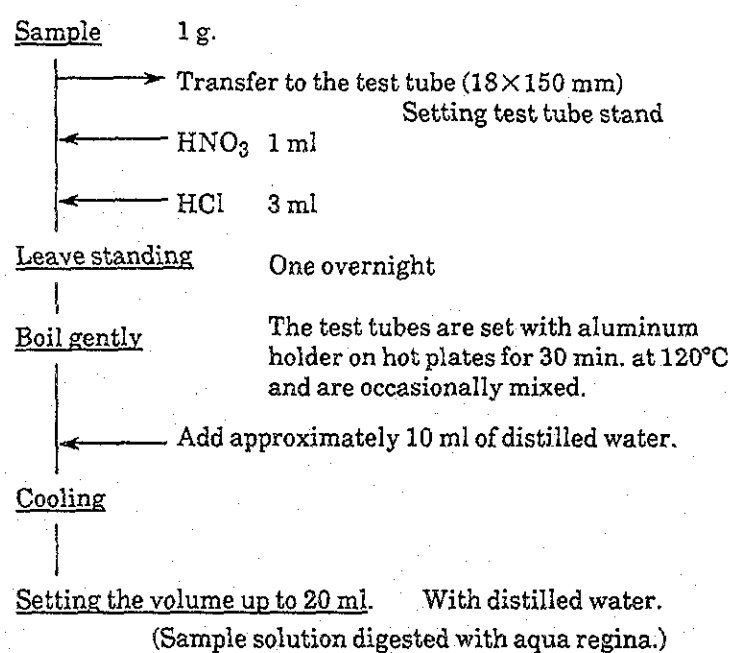 Sample 1 g.
Transfer to the test tube (18×150 mm)
Setting test tube stand
HNO₃ 1 ml
HCl 3 ml
Leave standing One overnight
Boil gently The test tubes are set with aluminum
holder on hot plates for 30 min. at 120°C
and are occasionally mixed.
Add approximately 10 ml of distilled water.
Cooling
Setting the volume up to 20 ml. With distilled water.
(Sample solution digested with aqua regina.)